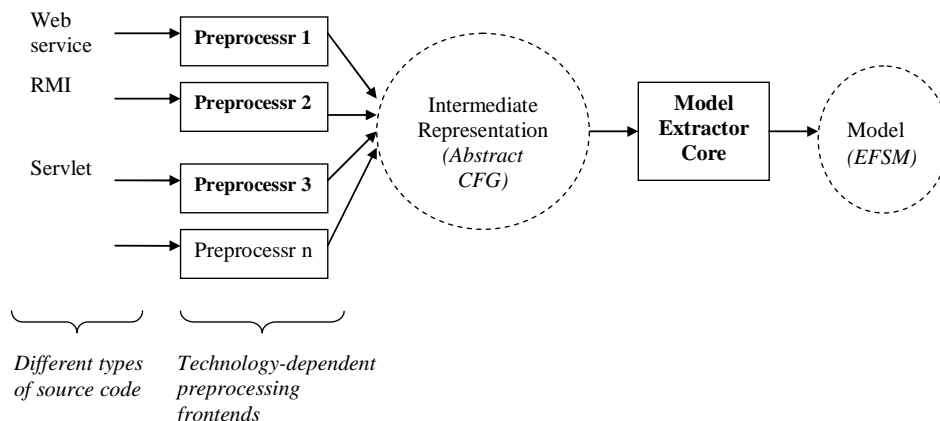 Web
service
Preprocessr 1
RMI
Preprocessr 2
Servlet
Preprocessr 3
Preprocessr n
Intermediate
Representation
(Abstract
CFG)
Model
Extractor
Core
Model
(EFSM)
Different types
of source code
Technology-dependent
preprocessing
frontends